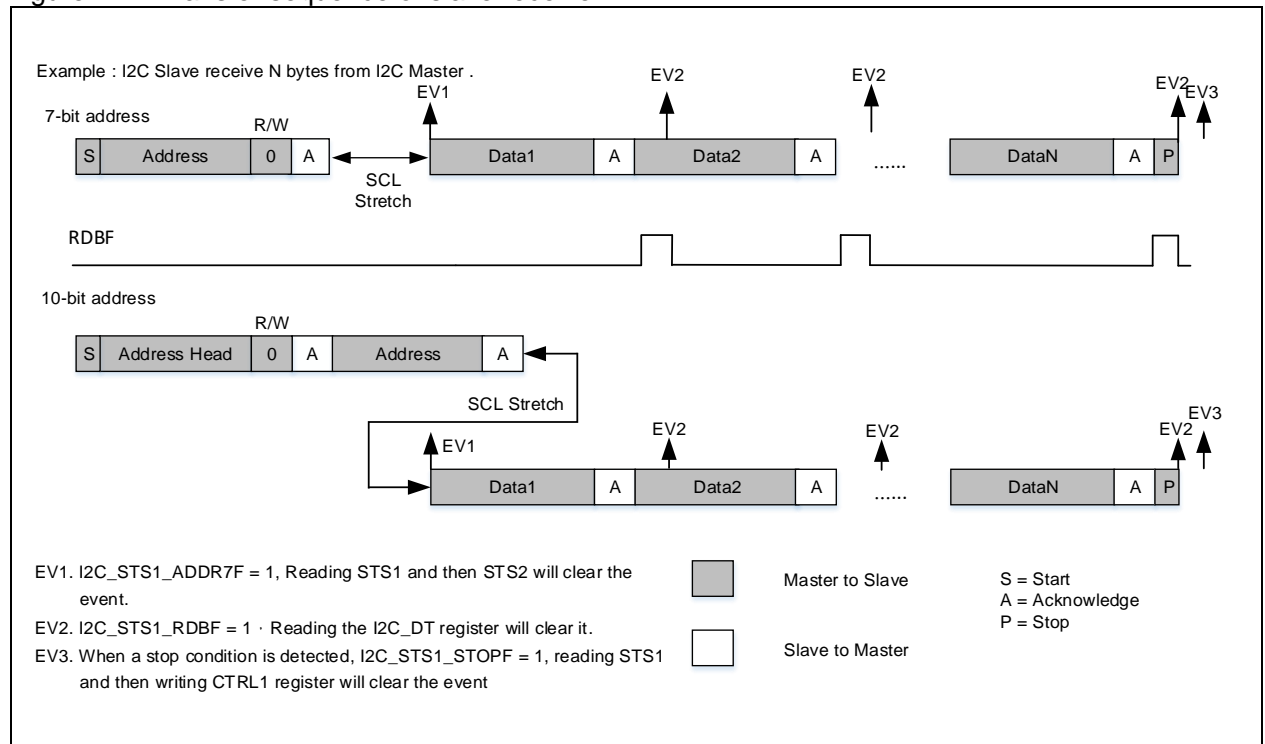 Example : I2C Slave receive N bytes from I2C Master .
EV1
EV2
EV2
EV2
EV3
7-bit address
R/W
S Address 0 A Data1 A Data2 A ...... DataN A P
SCL
Stretch
RDBF
10-bit address
R/W
S Address Head 0 A Address A
SCL Stretch
EV1
EV2
EV2
EV2
EV3
Data1 A Data2 A ...... DataN A P
EV1. I2C_STS1_ADDR7F = 1, Reading STS1 and then STS2 will clear the
event.
EV2. I2C_STS1_RDBF = 1 · Reading the I2C_DT register will clear it.
EV3. When a stop condition is detected, I2C_STS1_STOPF = 1, reading STS1
and then writing CTRL1 register will clear the event
Master to Slave
Slave to Master
S = Start
A = Acknowledge
P = Stop